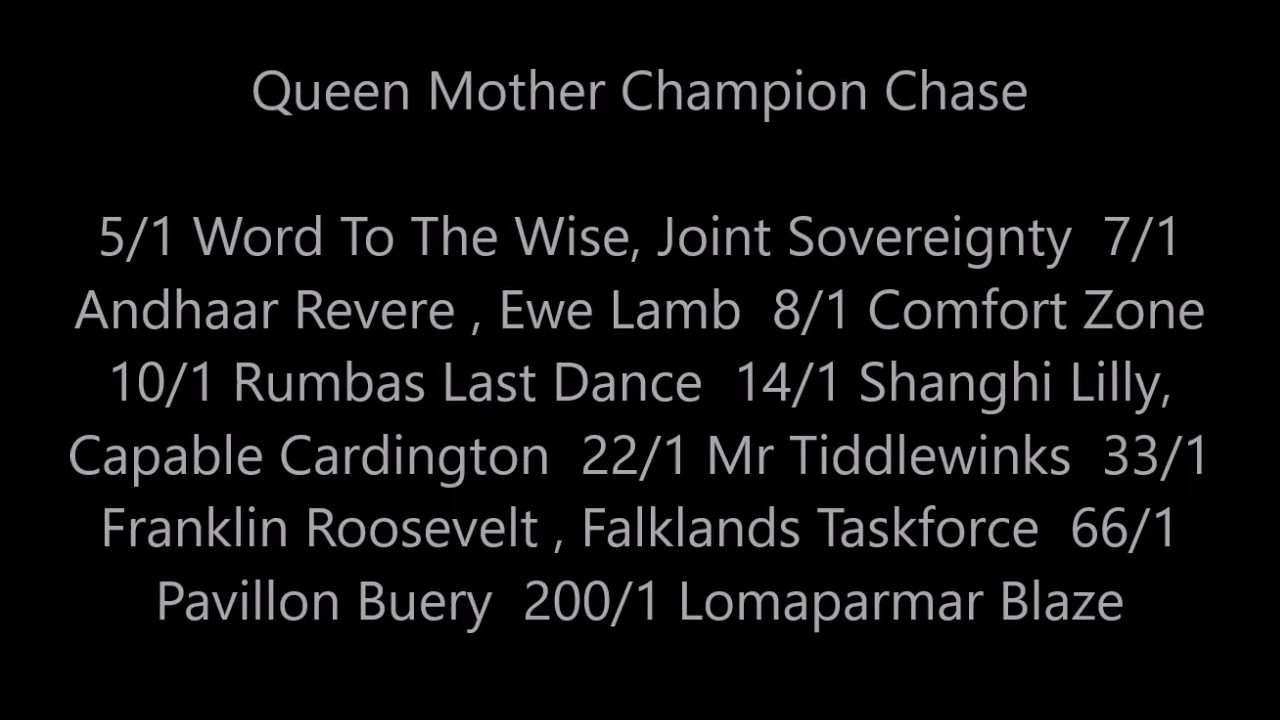 Queen Mother Champion Chase
5/1 Word To The Wise, Joint Sovereignty 7/1
Andhaar Revere , Ewe Lamb 8/1 Comfort Zone
10/1 Rumbas Last Dance 14/1 Shanghi Lilly,
Capable Cardington 22/1 Mr Tiddlewinks 33/1
Franklin Roosevelt , Falklands Taskforce 66/1
Pavillon Buery 200/1 Lomaparmar Blaze